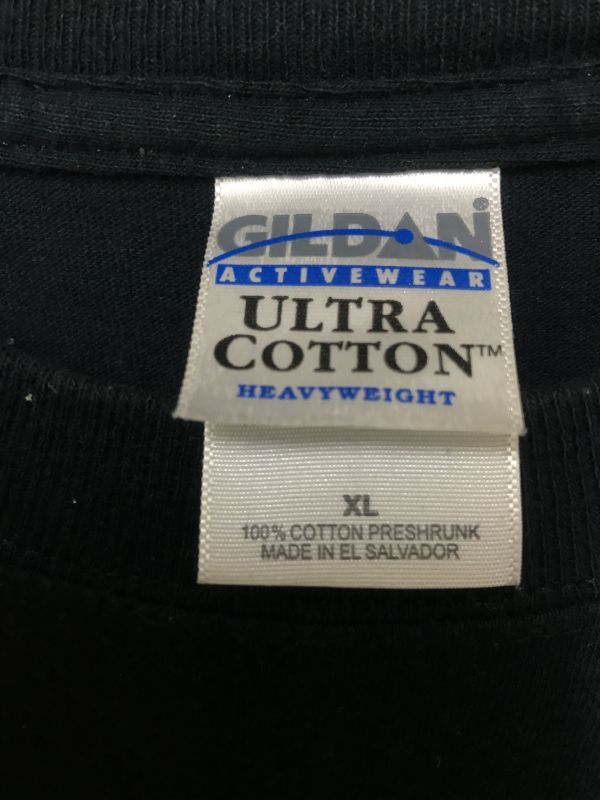 GILDAN
ACTIVEWEAR
ULTRA
COTTON™
HEAVYWEIGHT
XL
100% COTTON PRESHRUNK
MADE IN EL SALVADOR